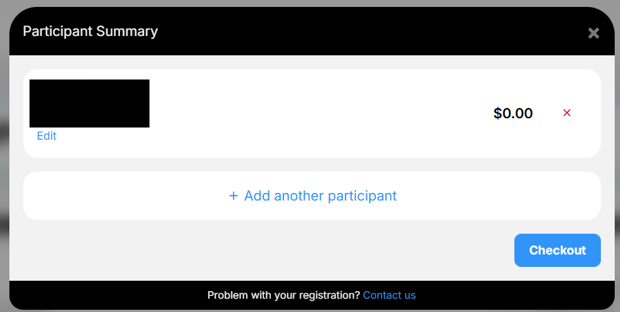 Participant Summary
$0.00
Edit
+ Add another participant
Checkout
Problem with your registration? Contact us